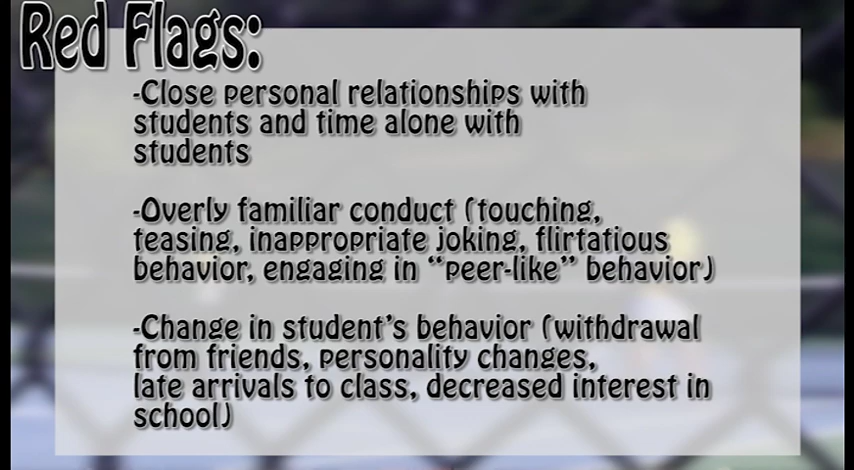 Red Flags:
-Close personal relationships with
students and time alone with
students
-Overly familiar conduct (touching,
teasing, inappropriate joking, flirtatious
behavior, engaging in “peer-like” behavior)
-Change in student’s behavior (withdrawal
from friends, personality changes,
late arrivals to class, decreased interest in
school)